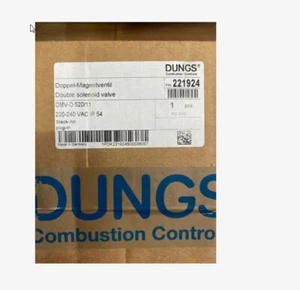 DUNGS®
Combustion Controls
Doppel-Magnetventil
Double solenoid valve
221924
DMV-D 520/11
1 pcs
220-240 VAC IP 54
Made in Germany
DUNGS
Combustion Contro